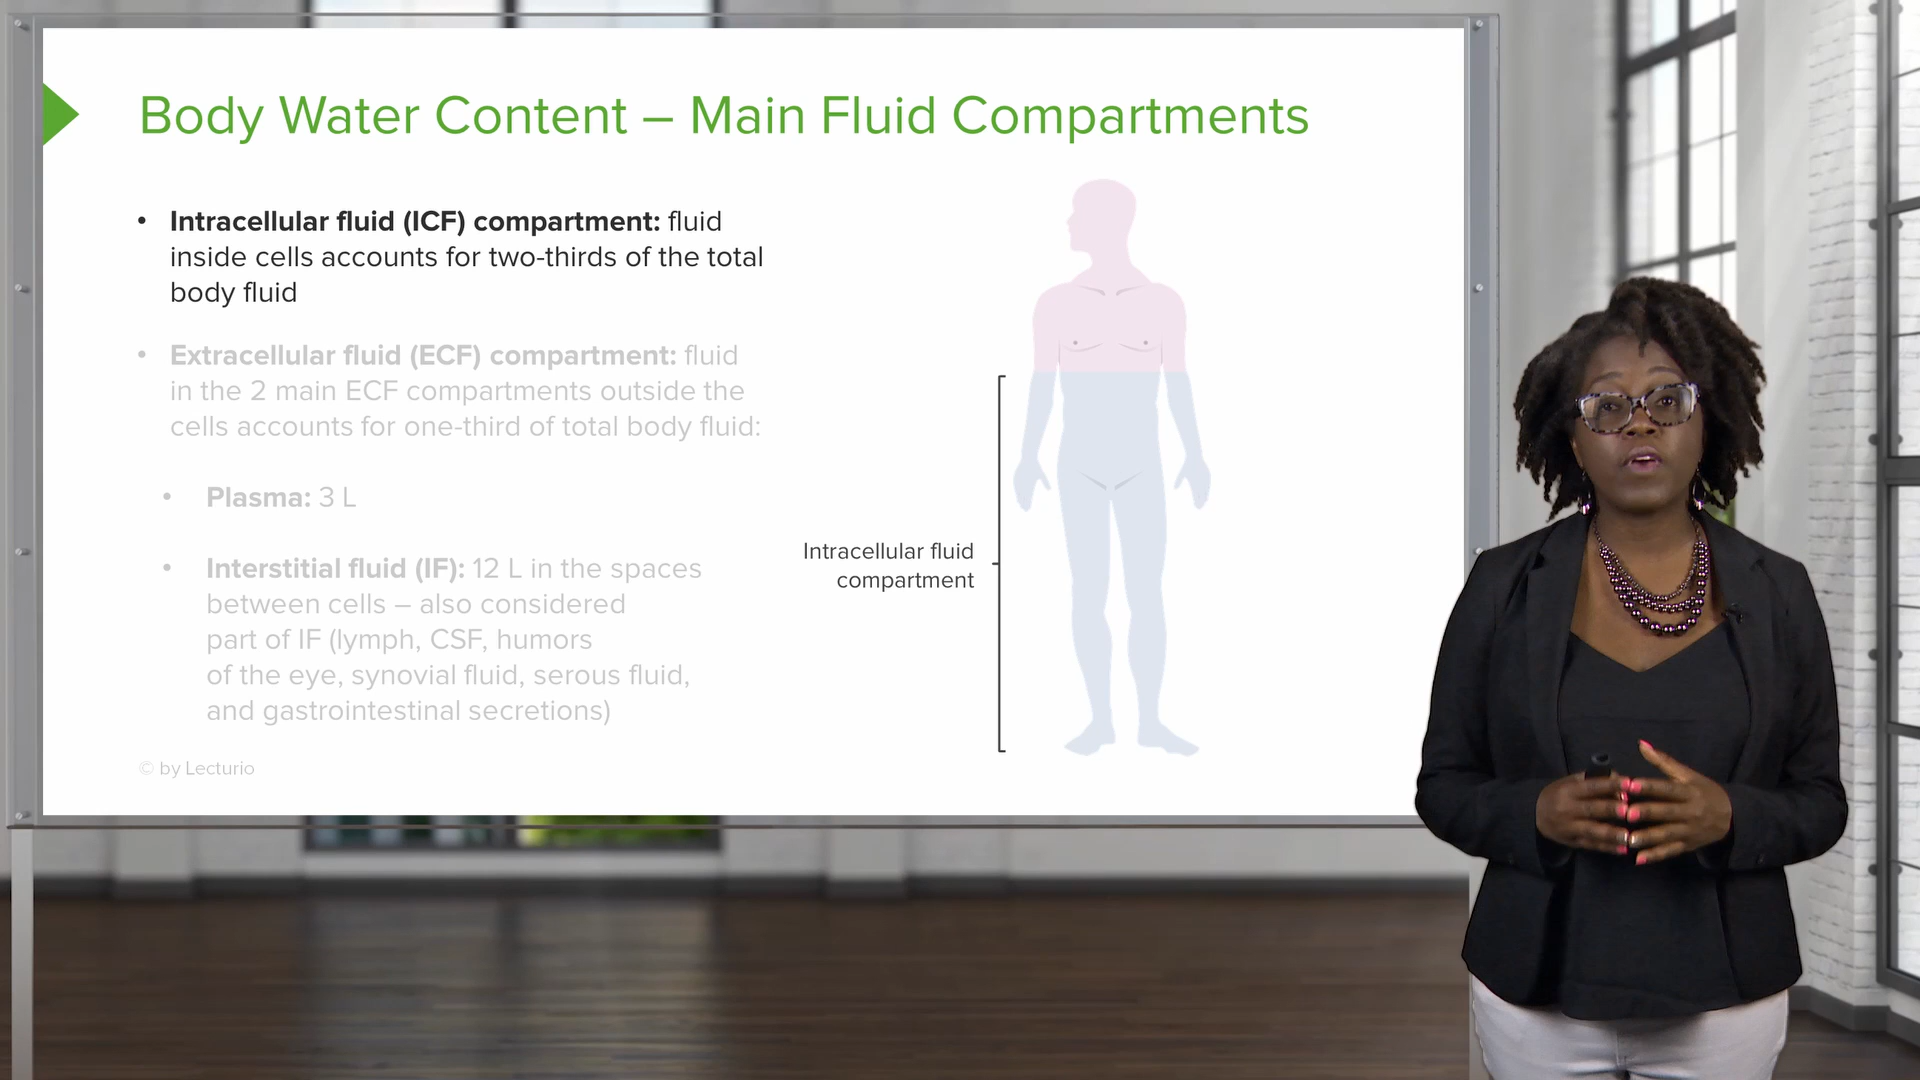 Body Water Content – Main Fluid Compartments
• Intracellular fluid (ICF) compartment: fluid
inside cells accounts for two-thirds of the total
body fluid
• Extracellular fluid (ECF) compartment: fluid
in the 2 main ECF compartments outside the
cells accounts for one-third of total body fluid:
• Plasma: 3 L
• Interstitial fluid (IF): 12 L in the spaces
between cells – also considered
part of IF (lymph, CSF, humors
of the eye, synovial fluid, serous fluid,
and gastrointestinal secretions)
Intracellular fluid
compartment
© by Lecturio